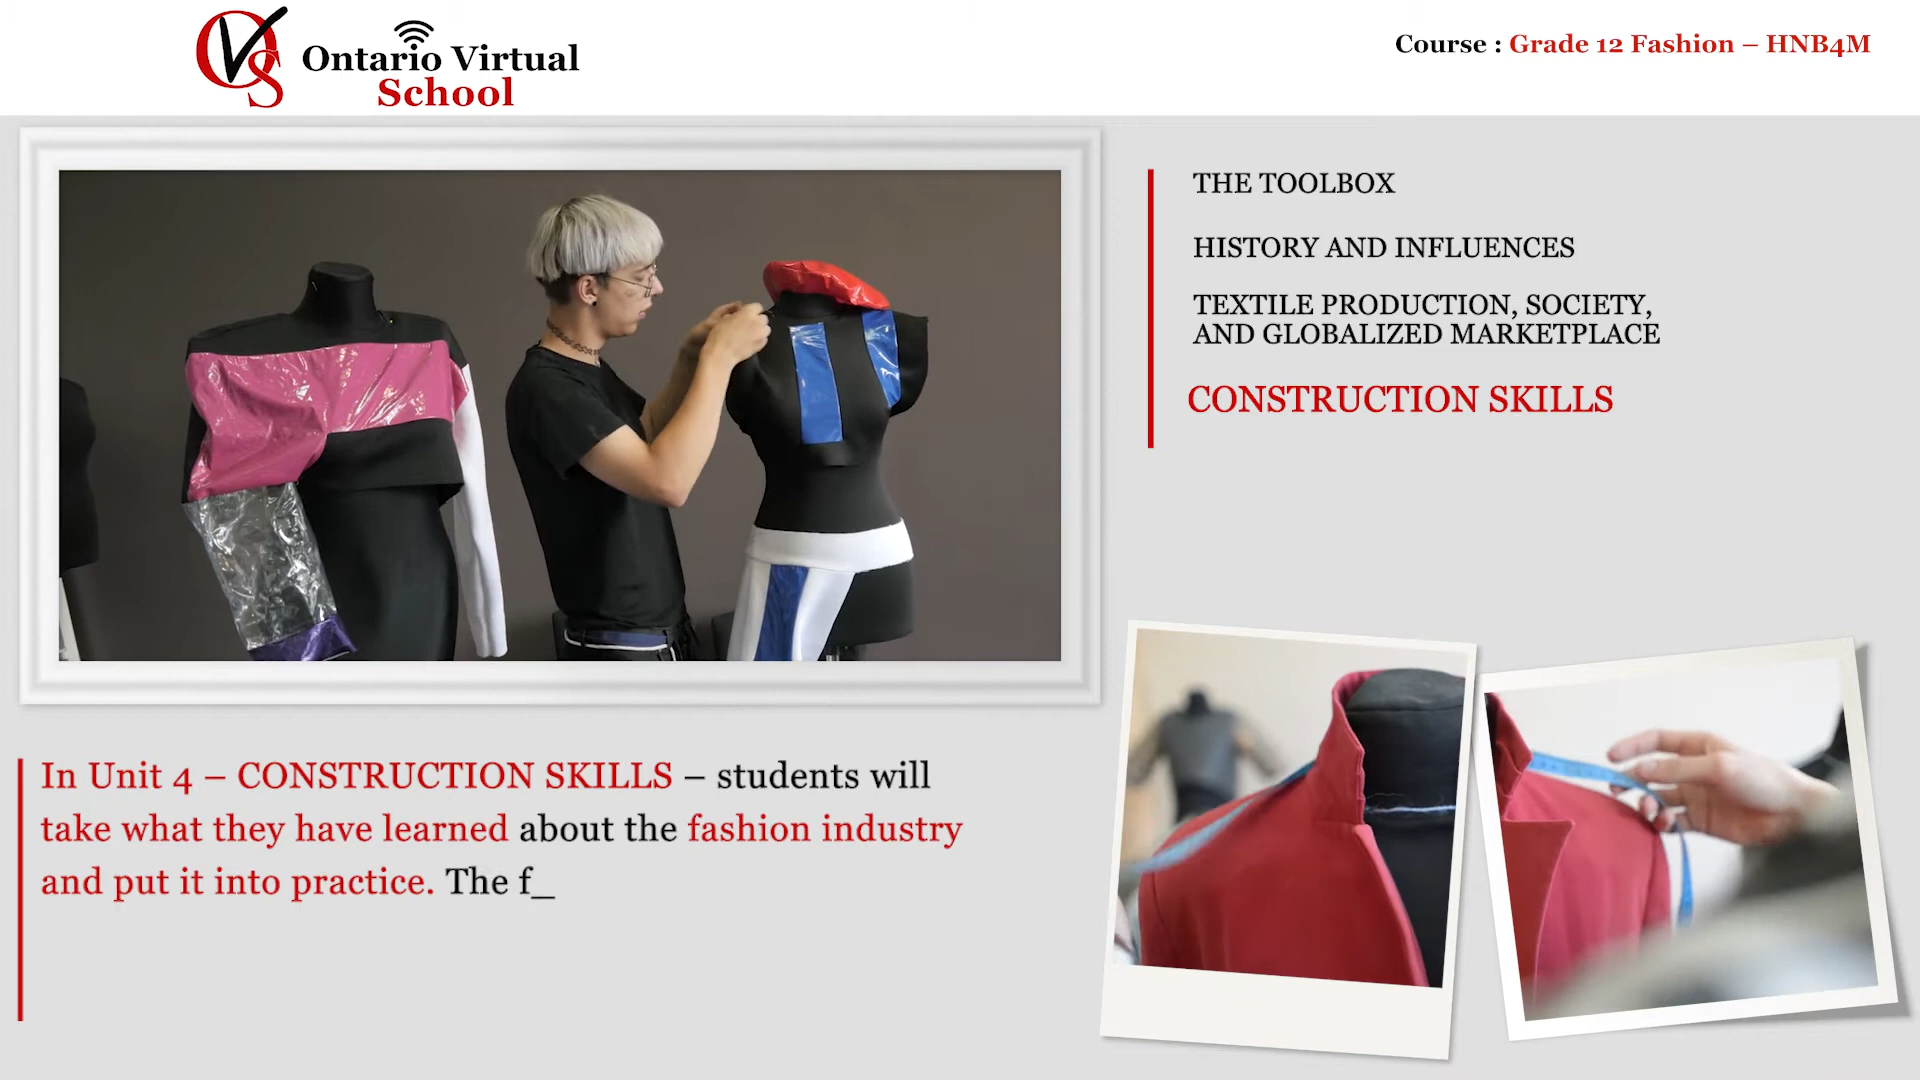 OVS
Ontario Virtual
School
Course : Grade 12 Fashion – HNB4M
THE TOOLBOX
HISTORY AND INFLUENCES
TEXTILE PRODUCTION, SOCIETY,
AND GLOBALIZED MARKETPLACE
CONSTRUCTION SKILLS
In Unit 4 – CONSTRUCTION SKILLS – students will
take what they have learned about the fashion industry
and put it into practice. The f_